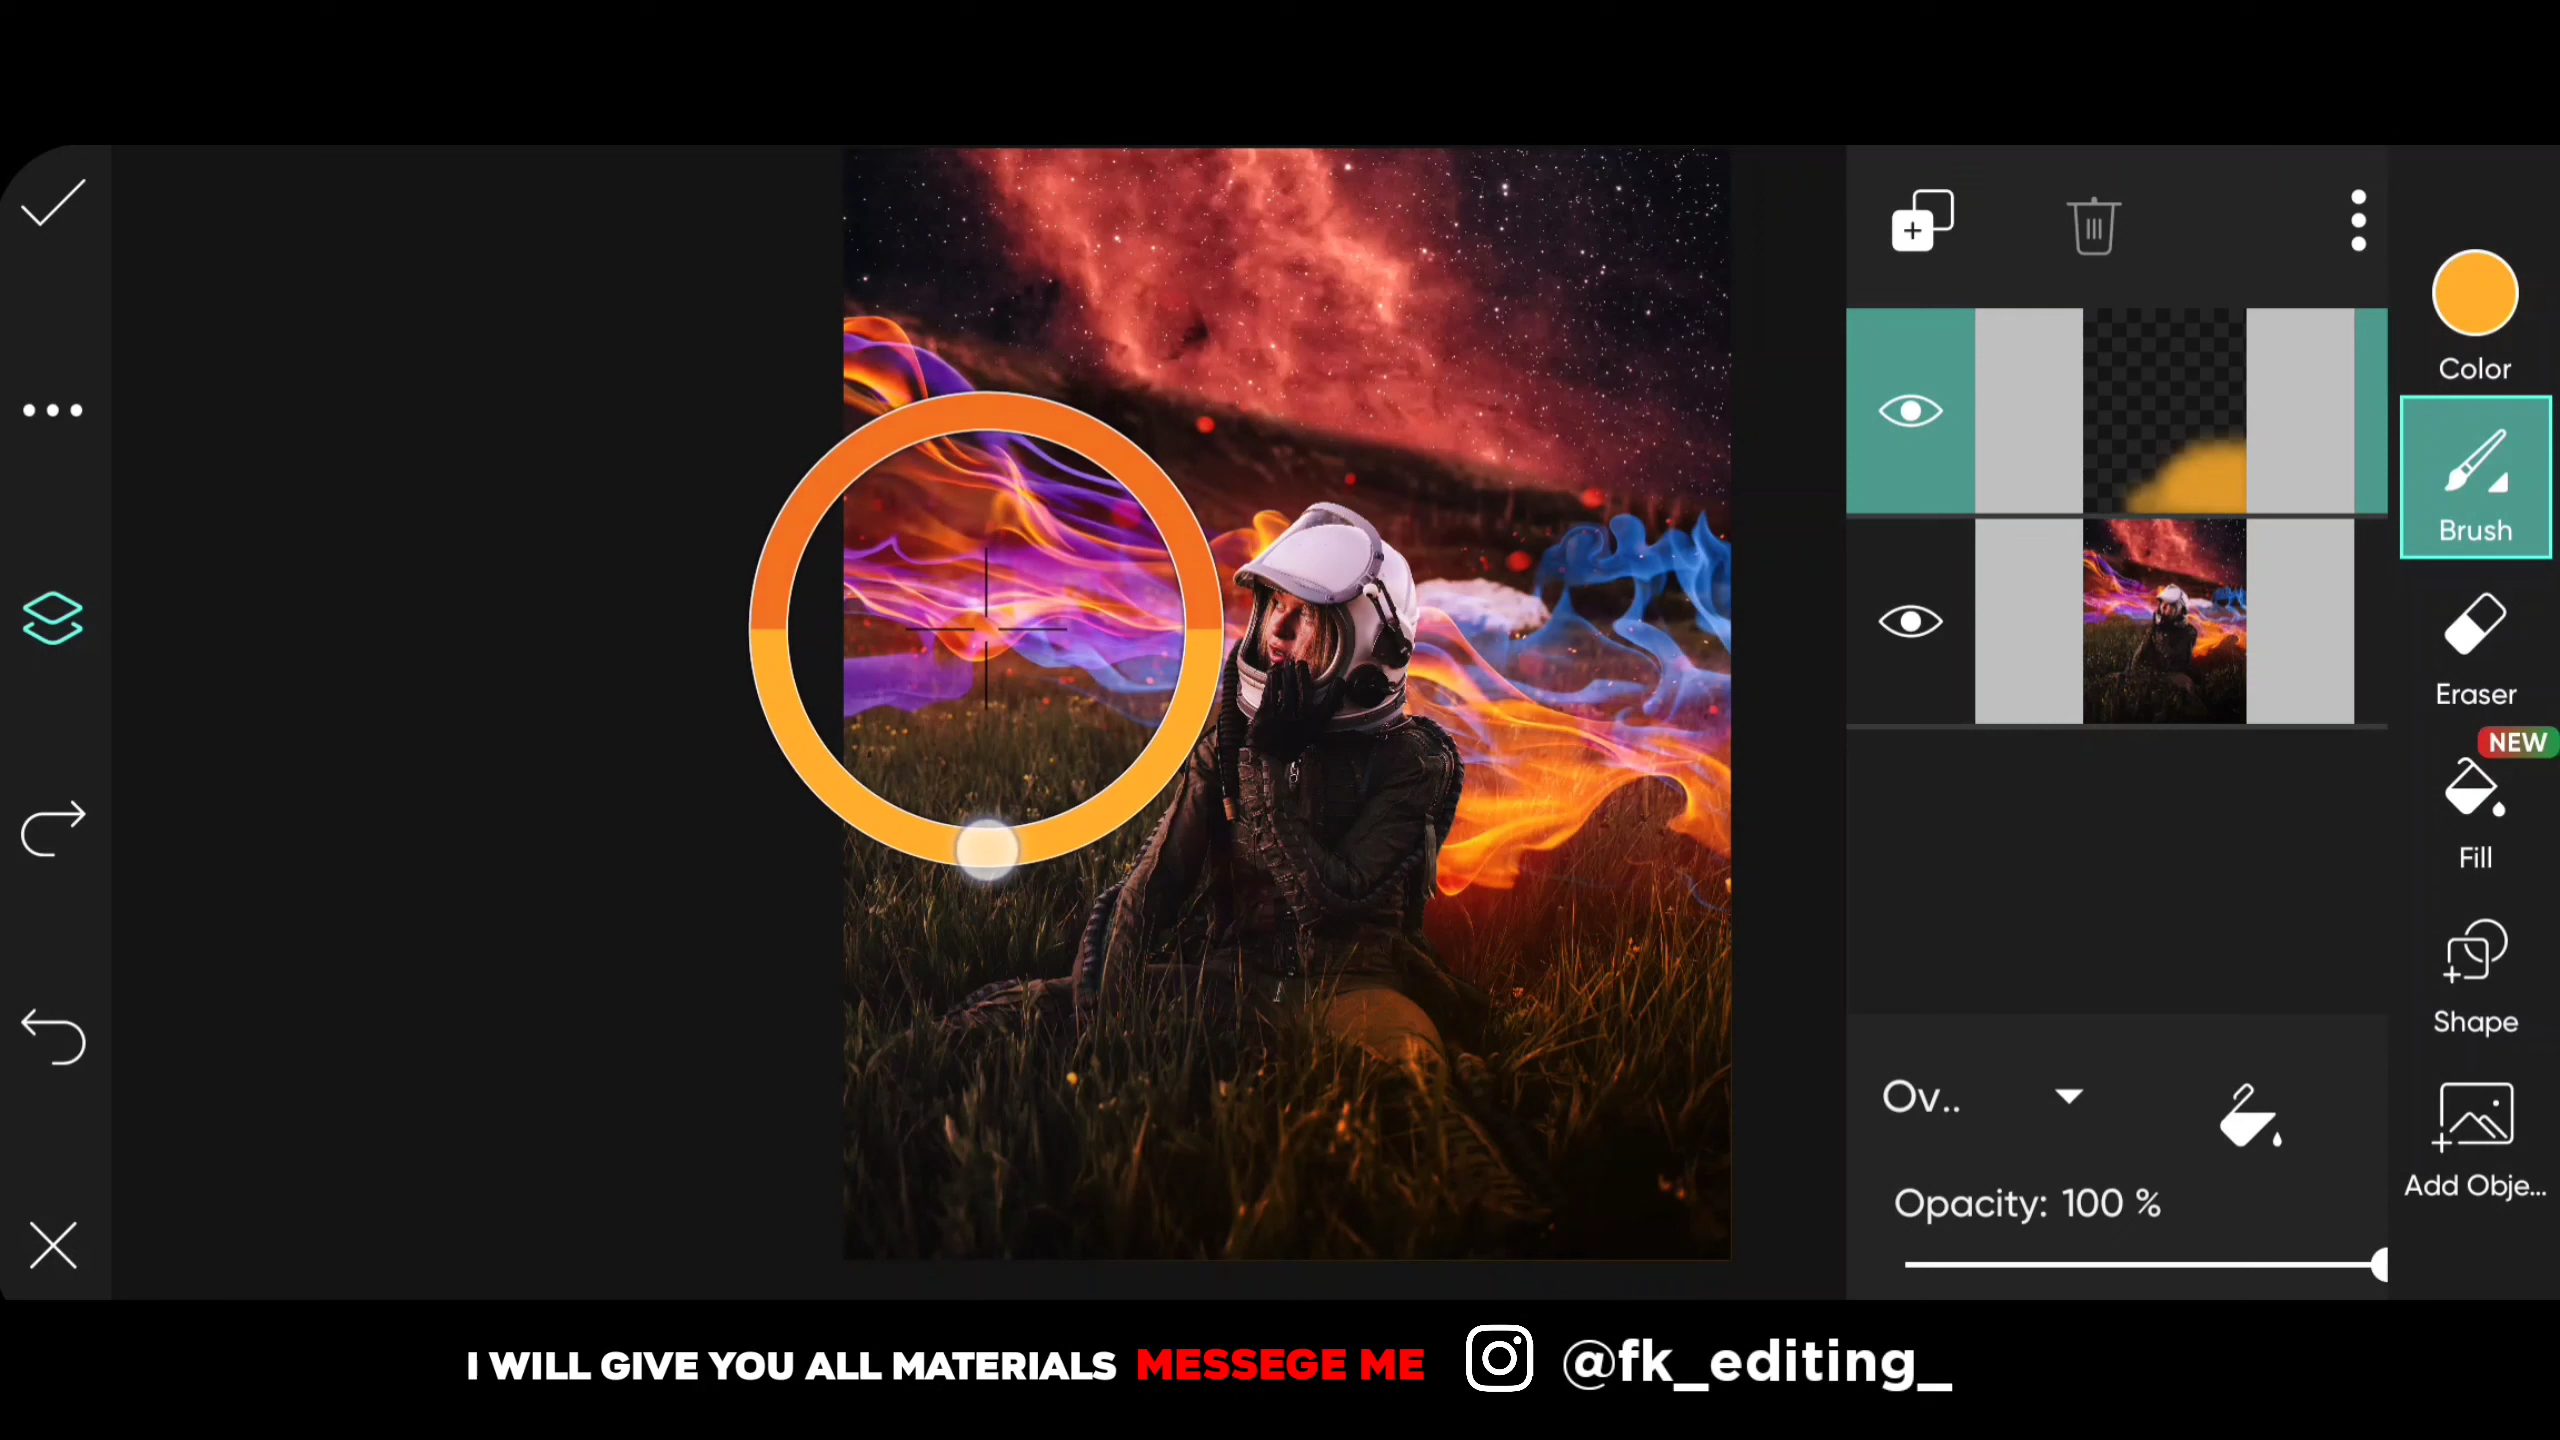 Color
Brush
Eraser
NEW
Fill
Shape
Add Obje...
Ov..
Opacity: 100 %
I WILL GIVE YOU ALL MATERIALS MESSEGE ME @fk_editing_